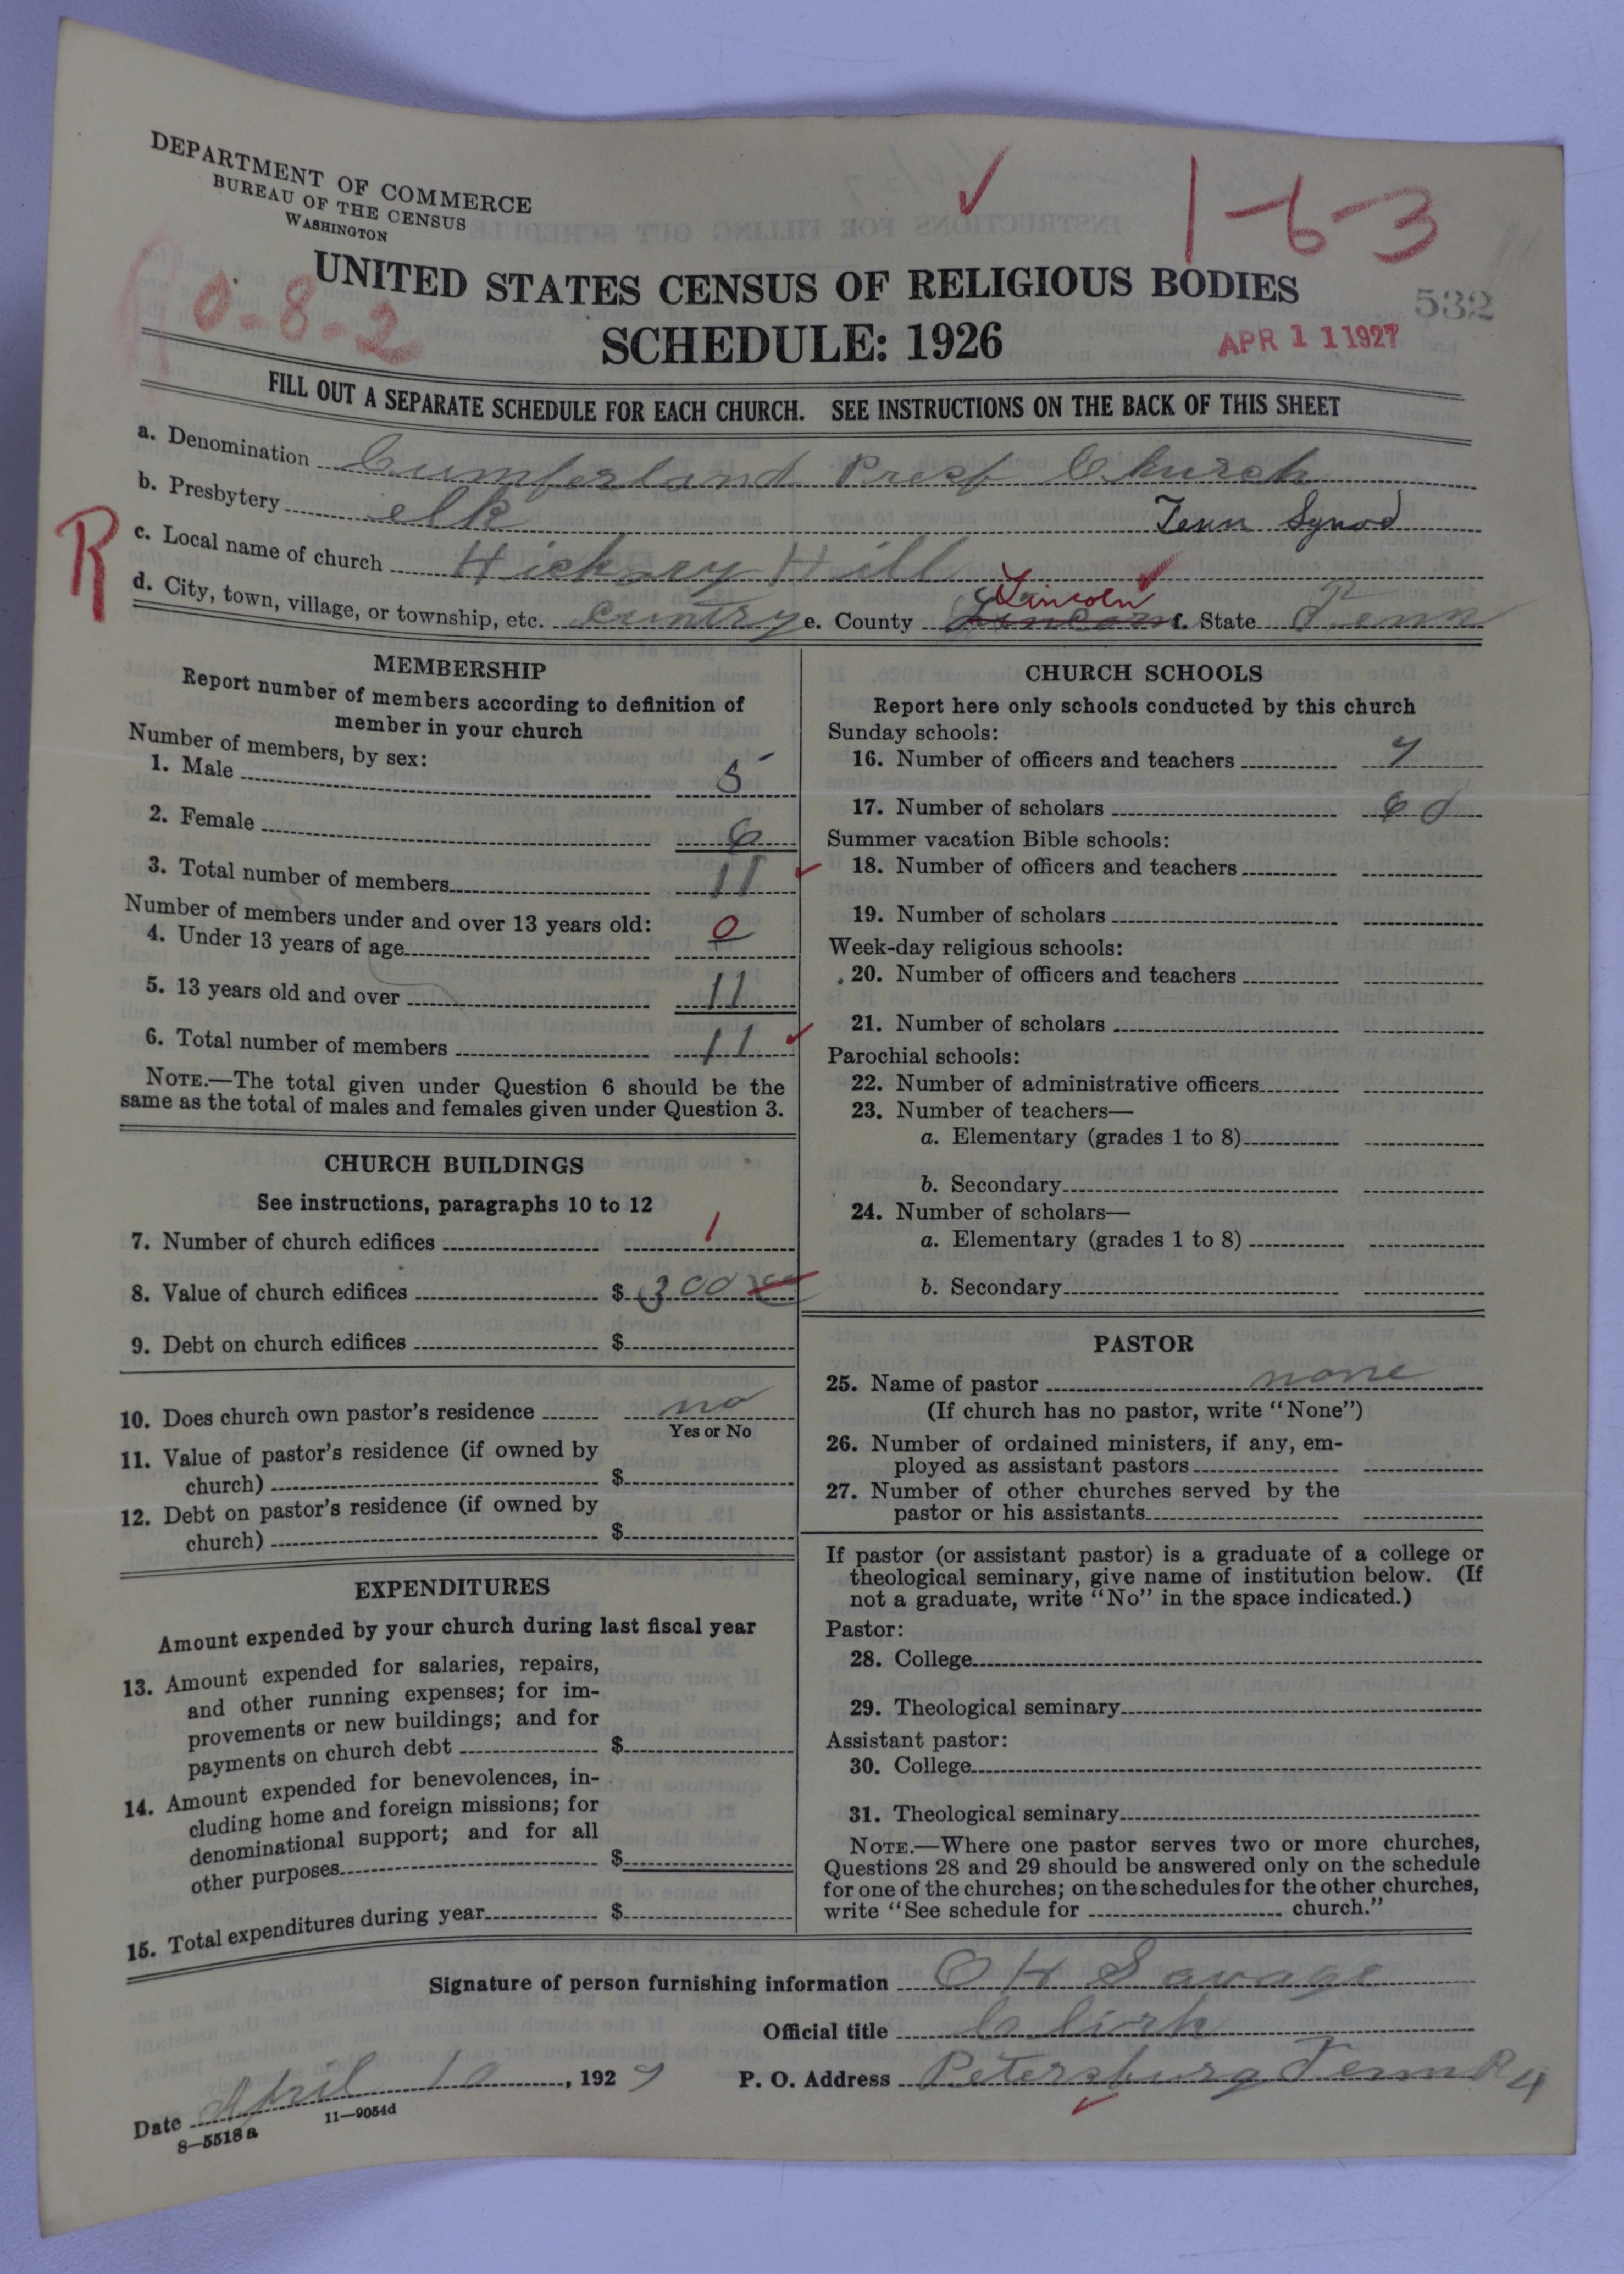 DEPARTMENT OF COMMERCE
BUREAU OF THE CENSUS
WASHINGTON
1-6-3
UNITED STATES CENSUS OF RELIGIOUS BODIES
0-8-2
532
SCHEDULE: 1926
APR 11 1927
FILL OUT A SEPARATE SCHEDULE FOR EACH CHURCH. SEE INSTRUCTIONS ON THE BACK OF THIS SHEET
a. Denomination Cumberland Presb Church
b. Presbytery elk Tenn Synod
R
c. Local name of church Hickory Hill
d. City, town, village, or township, etc. Country e. County Lincoln f. State Tenn
MEMBERSHIP
Report number of members according to definition of
member in your church
Number of members, by sex:
1. Male 5
2. Female 6
3. Total number of members 11
Number of members under and over 13 years old:
4. Under 13 years of age 0
5. 13 years old and over 11
6. Total number of members 11
NOTE.—The total given under Question 6 should be the
same as the total of males and females given under Question 3.
CHURCH BUILDINGS
See instructions, paragraphs 10 to 12
7. Number of church edifices 1
8. Value of church edifices $ 300
9. Debt on church edifices $
10. Does church own pastor's residence no
Yes or No
11. Value of pastor's residence (if owned by
church) $
12. Debt on pastor's residence (if owned by
church) $
EXPENDITURES
Amount expended by your church during last fiscal year
13. Amount expended for salaries, repairs,
and other running expenses; for im-
provements or new buildings; and for
payments on church debt $
14. Amount expended for benevolences, in-
cluding home and foreign missions; for
denominational support; and for all
other purposes $
15. Total expenditures during year $
CHURCH SCHOOLS
Report here only schools conducted by this church
Sunday schools:
16. Number of officers and teachers 7
17. Number of scholars 60
Summer vacation Bible schools:
18. Number of officers and teachers
19. Number of scholars
Week-day religious schools:
20. Number of officers and teachers
21. Number of scholars
Parochial schools:
22. Number of administrative officers
23. Number of teachers—
a. Elementary (grades 1 to 8)
b. Secondary
24. Number of scholars—
a. Elementary (grades 1 to 8)
b. Secondary
PASTOR
25. Name of pastor none
(If church has no pastor, write "None")
26. Number of ordained ministers, if any, em-
ployed as assistant pastors
27. Number of other churches served by the
pastor or his assistants
If pastor (or assistant pastor) is a graduate of a college or
theological seminary, give name of institution below. (If
not a graduate, write "No" in the space indicated.)
Pastor:
28. College
29. Theological seminary
Assistant pastor:
30. College
31. Theological seminary
NOTE.—Where one pastor serves two or more churches,
Questions 28 and 29 should be answered only on the schedule
for one of the churches; on the schedules for the other churches,
write "See schedule for church."
Signature of person furnishing information O H Savage
Official title Clirk
Date April 10, 1927 P. O. Address Petersburg Tenn R 4
8—5518 a 11—9054d